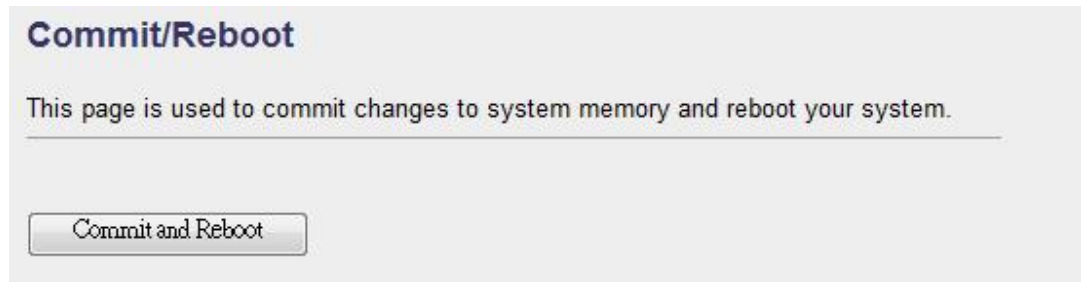 Commit/Reboot
This page is used to commit changes to system memory and reboot your system.
Commit and Reboot